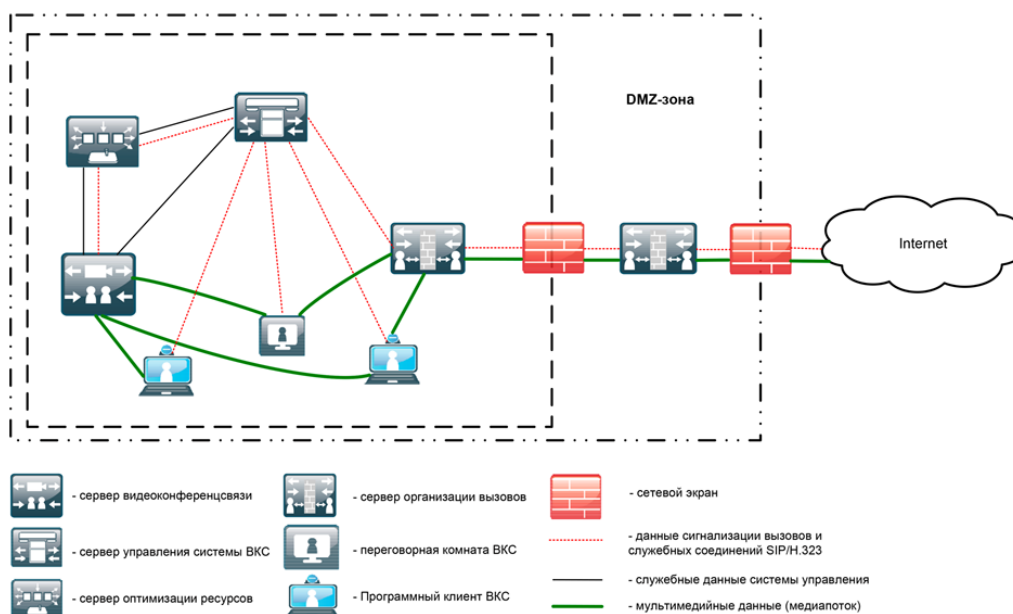 DMZ-зона
Internet
- сервер видеоконференцсвязи
- сервер организации вызовов
- сетевой экран
- сервер управления системы ВКС
- переговорная комната ВКС
- данные сигнализации вызовов и
служебных соединений SIP/H.323
- сервер оптимизации ресурсов
- Программный клиент ВКС
- служебные данные системы управления
- мультимедийные данные (медиапоток)